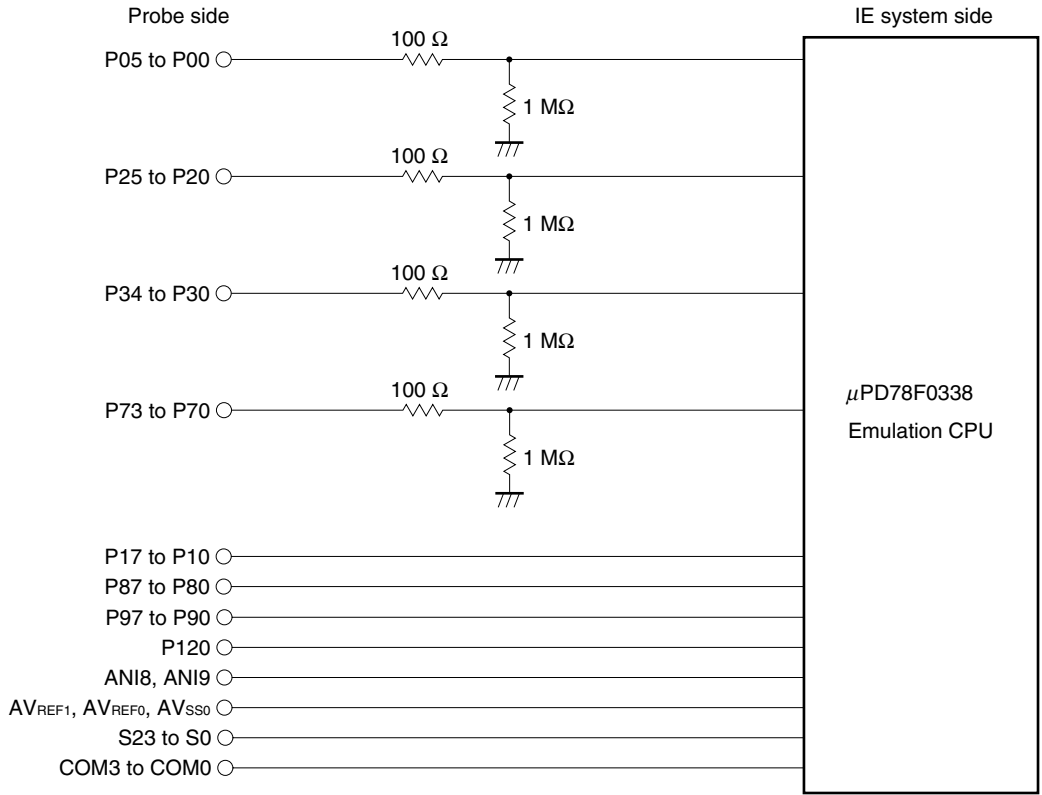 Probe side
IE system side
100 Ω
P05 to P00
1 MΩ
100 Ω
P25 to P20
1 MΩ
100 Ω
P34 to P30
1 MΩ
100 Ω
P73 to P70
1 MΩ
μPD78F0338
Emulation CPU
P17 to P10
P87 to P80
P97 to P90
P120
ANI8, ANI9
AVREF1, AVREF0, AVSS0
S23 to S0
COM3 to COM0